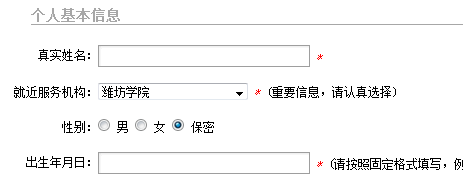 个人基本信息
真实姓名: *
就近服务机构: 潍坊学院 * (重要信息，请认真选择)
性别: 男 女 保密
出生年月日: * (请按照固定格式填写，例